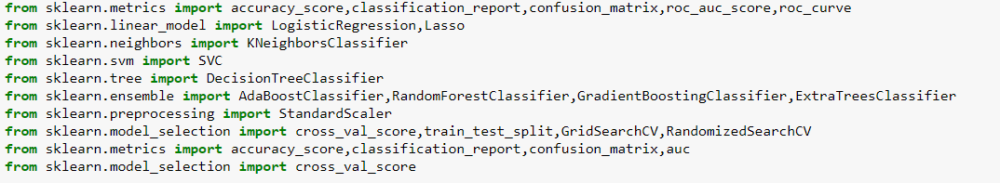 from sklearn.metrics import accuracy_score,classification_report,confusion_matrix,roc_auc_score,roc_curve
from sklearn.linear_model import LogisticRegression,Lasso
from sklearn.neighbors import KNeighborsClassifier
from sklearn.svm import SVC
from sklearn.tree import DecisionTreeClassifier
from sklearn.ensemble import AdaBoostClassifier,RandomForestClassifier,GradientBoostingClassifier,ExtraTreesClassifier
from sklearn.preprocessing import StandardScaler
from sklearn.model_selection import cross_val_score,train_test_split,GridSearchCV,RandomizedSearchCV
from sklearn.metrics import accuracy_score,classification_report,confusion_matrix,auc
from sklearn.model_selection import cross_val_score